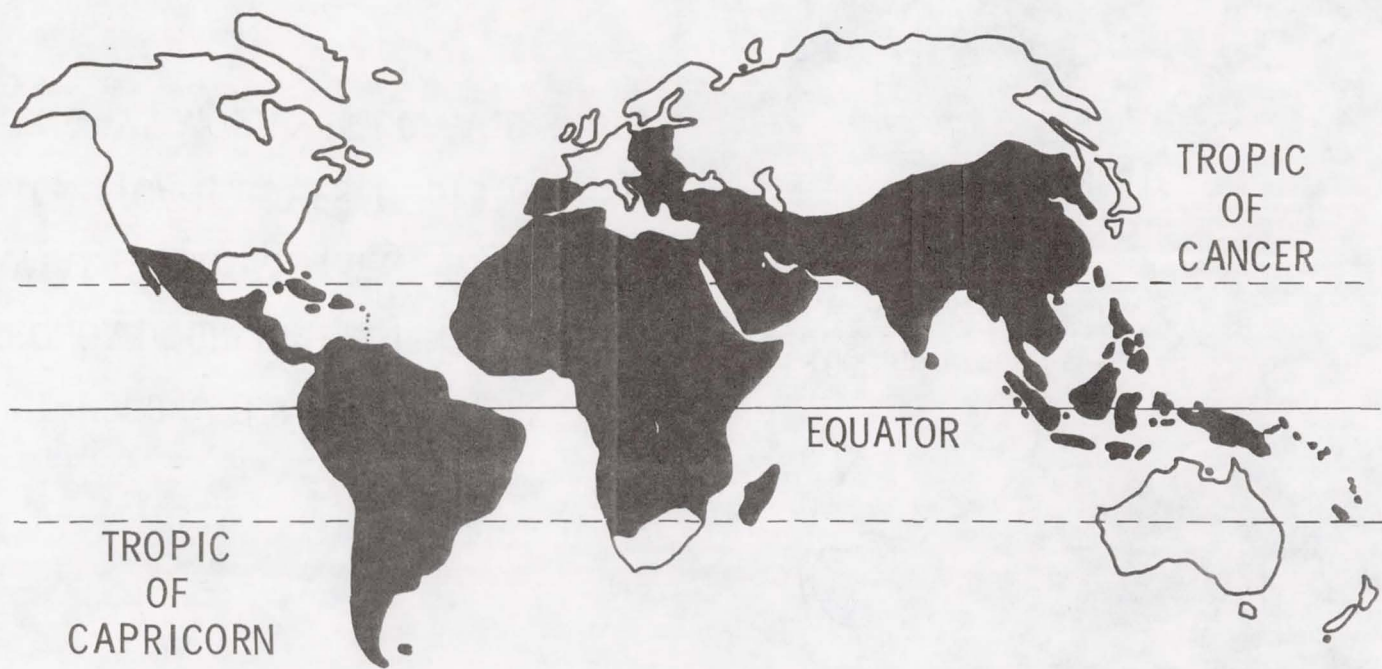 TROPIC
OF
CANCER
EQUATOR
TROPIC
OF
CAPRICORN